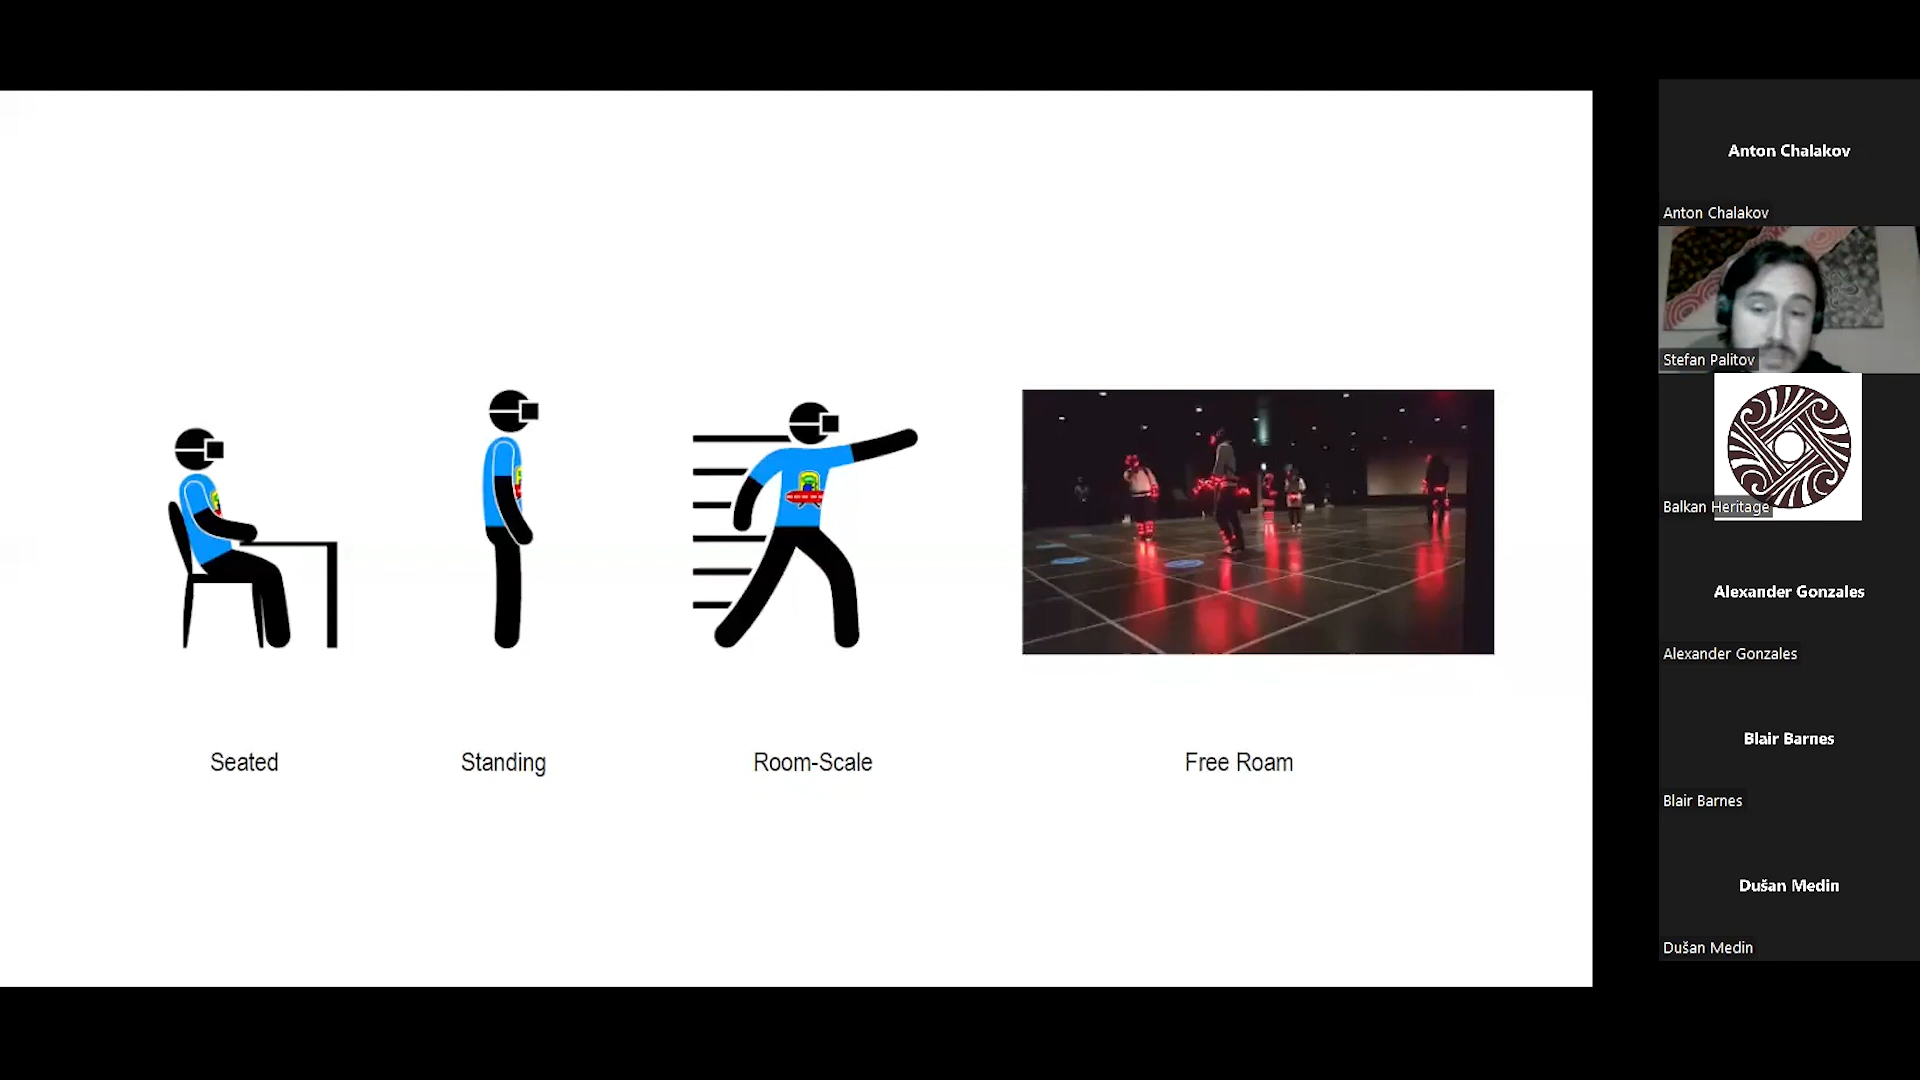 Seated
Standing
Room-Scale
Free Roam
Anton Chalakov
Anton Chalakov
Stefan Palitov
Balkan Heritage
Alexander Gonzales
Alexander Gonzales
Blair Barnes
Blair Barnes
Dušan Medin
Dušan Medin